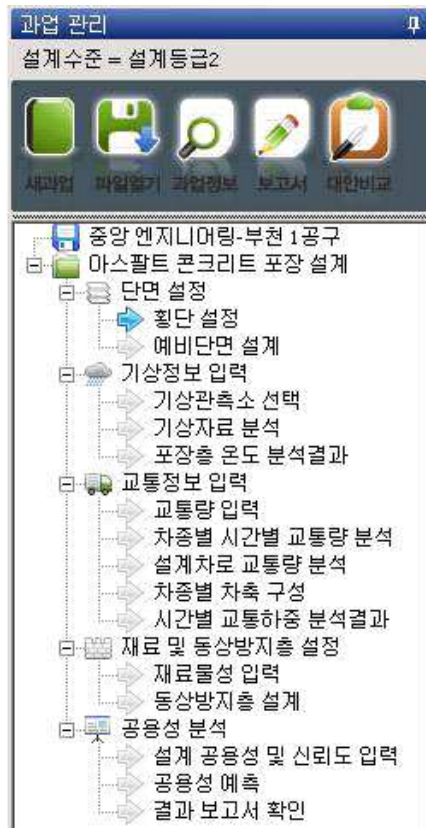 과업 관리
설계수준 = 설계등급2
새과업 파일열기 과업정보 보고서 대안비교
중앙 엔지니어링-부천 1공구
아스팔트 콘크리트 포장 설계
단면 설정
횡단 설정
예비단면 설계
기상정보 입력
기상관측소 선택
기상자료 분석
포장층 온도 분석결과
교통정보 입력
교통량 입력
차종별 시간별 교통량 분석
설계차로 교통량 분석
차종별 차축 구성
시간별 교통하중 분석결과
재료 및 동상방지층 설정
재료물성 입력
동상방지층 설계
공용성 분석
설계 공용성 및 신뢰도 입력
공용성 예측
결과 보고서 확인